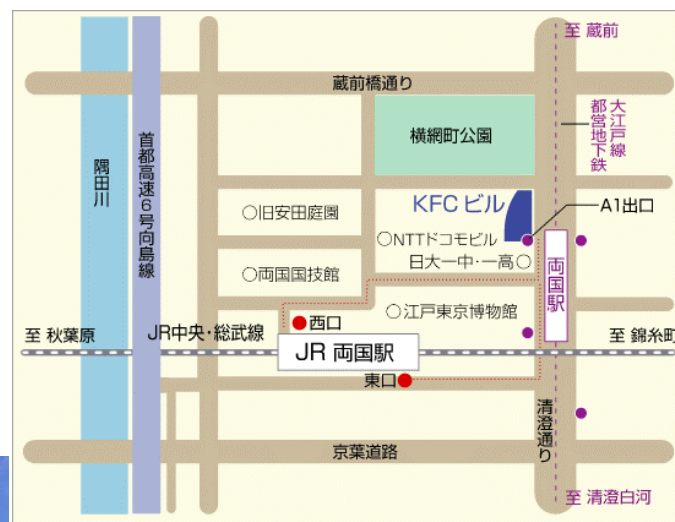 至 蔵前
蔵前橋通り
大江戸線
都営地下鉄
横網町公園
隅田川
首都高速6号向島線
KFC ビル
A1出口
○旧安田庭園
○NTTドコモビル
日大一中・一高○
○両国国技館
両国駅
○江戸東京博物館
西口
至 秋葉原
JR中央・総武線
JR 両国駅
至 錦糸町
東口
清澄通り
京葉道路
至 清澄白河